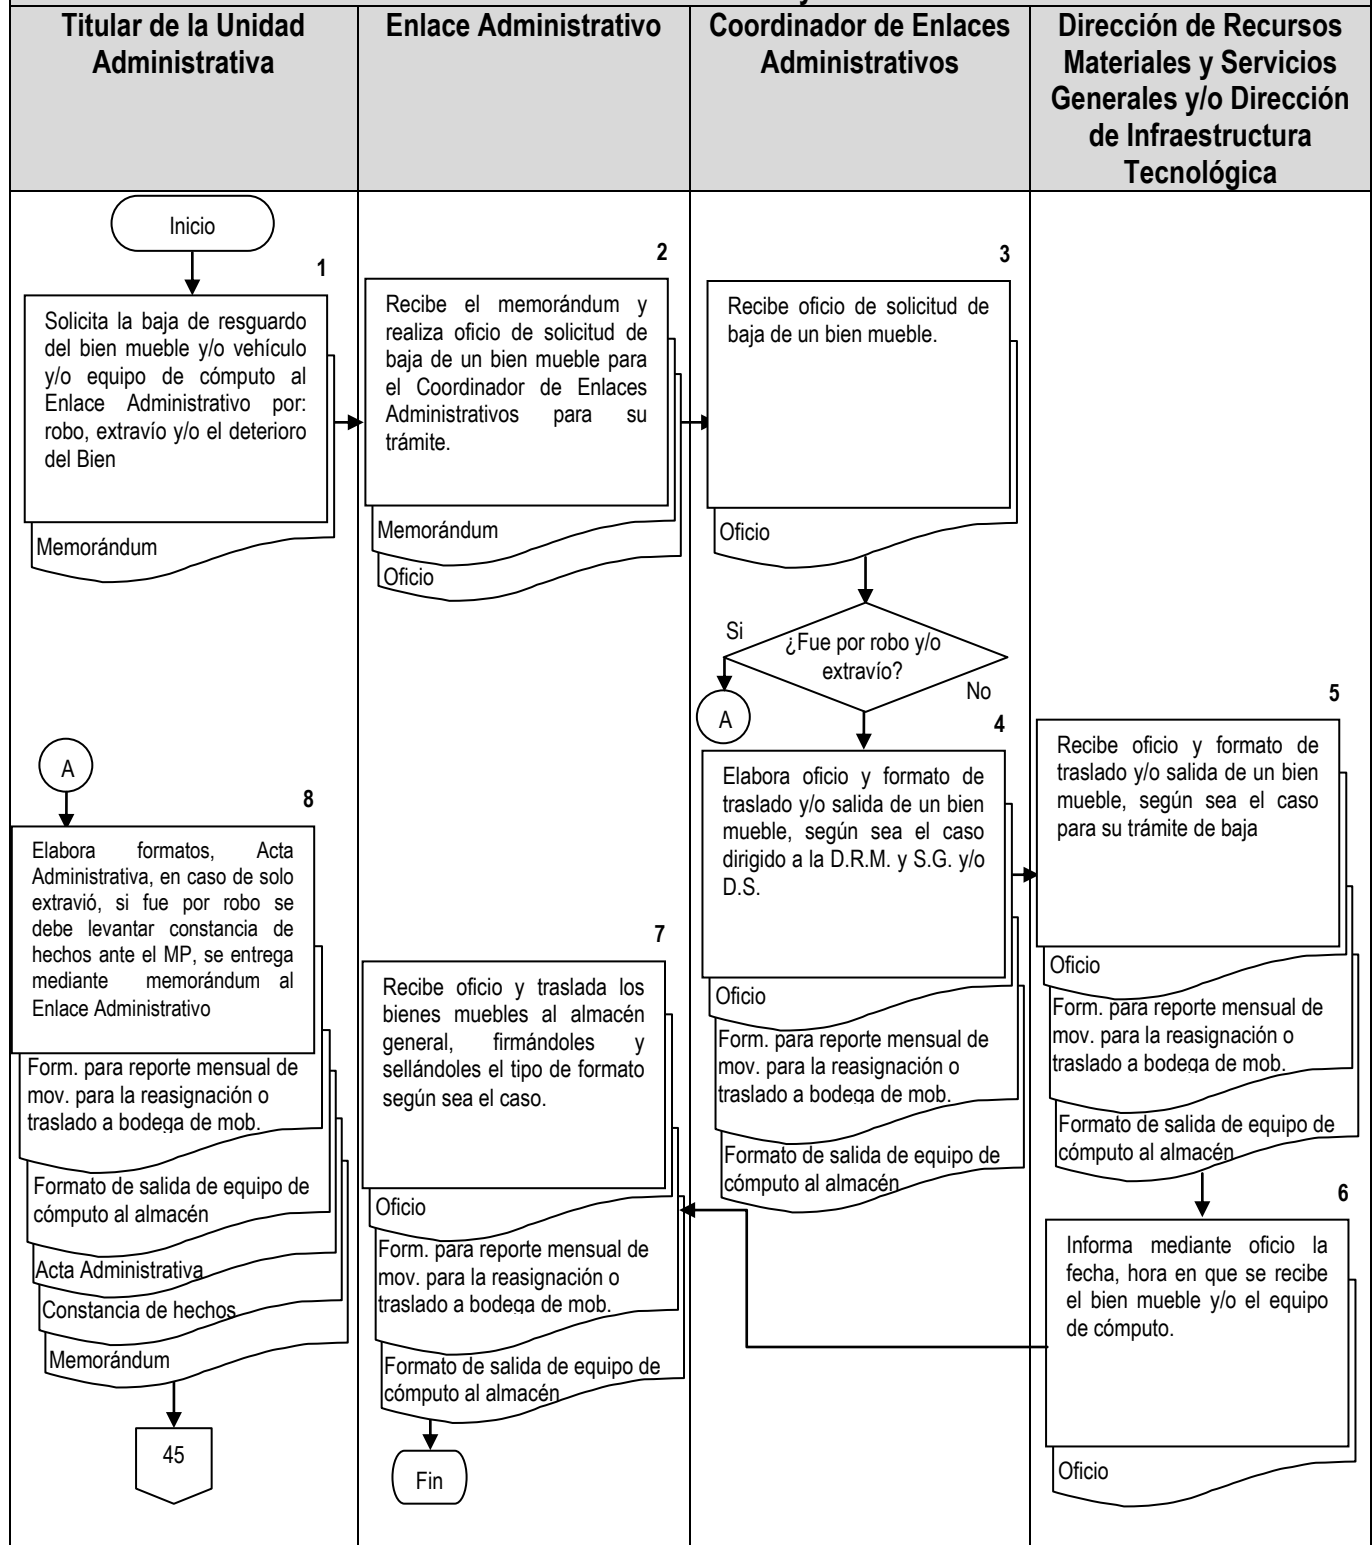 Titular de la Unidad
Administrativa
Enlace Administrativo
Coordinador de Enlaces
Administrativos
Dirección de Recursos
Materiales y Servicios
Generales y/o Dirección
de Infraestructura
Tecnológica
Inicio
1
Solicita la baja de resguardo
del bien mueble y/o vehículo
y/o equipo de cómputo al
Enlace Administrativo por:
robo, extravío y/o el deterioro
del Bien
Memorándum
2
Recibe el memorándum y
realiza oficio de solicitud de
baja de un bien mueble para
el Coordinador de Enlaces
Administrativos para su
trámite.
Memorándum
Oficio
3
Recibe oficio de solicitud de
baja de un bien mueble.
Oficio
Si
¿Fue por robo y/o
extravío?
No
A
4
Elabora oficio y formato de
traslado y/o salida de un bien
mueble, según sea el caso
dirigido a la D.R.M. y S.G. y/o
D.S.
Oficio
Form. para reporte mensual de
mov. para la reasignación o
traslado a bodega de mob.
Formato de salida de equipo de
cómputo al almacén
5
Recibe oficio y formato de
traslado y/o salida de un bien
mueble, según sea el caso
para su trámite de baja
Oficio
Form. para reporte mensual de
mov. para la reasignación o
traslado a bodega de mob.
Formato de salida de equipo de
cómputo al almacén
6
Informa mediante oficio la
fecha, hora en que se recibe
el bien mueble y/o el equipo
de cómputo.
Oficio
7
Recibe oficio y traslada los
bienes muebles al almacén
general, firmándoles y
sellándoles el tipo de formato
según sea el caso.
Oficio
Form. para reporte mensual de
mov. para la reasignación o
traslado a bodega de mob.
Formato de salida de equipo de
cómputo al almacén
Fin
A
8
Elabora formatos, Acta
Administrativa, en caso de solo
extravió, si fue por robo se
debe levantar constancia de
hechos ante el MP, se entrega
mediante memorándum al
Enlace Administrativo
Form. para reporte mensual de
mov. para la reasignación o
traslado a bodega de mob.
Formato de salida de equipo de
cómputo al almacén
Acta Administrativa
Constancia de hechos
Memorándum
45